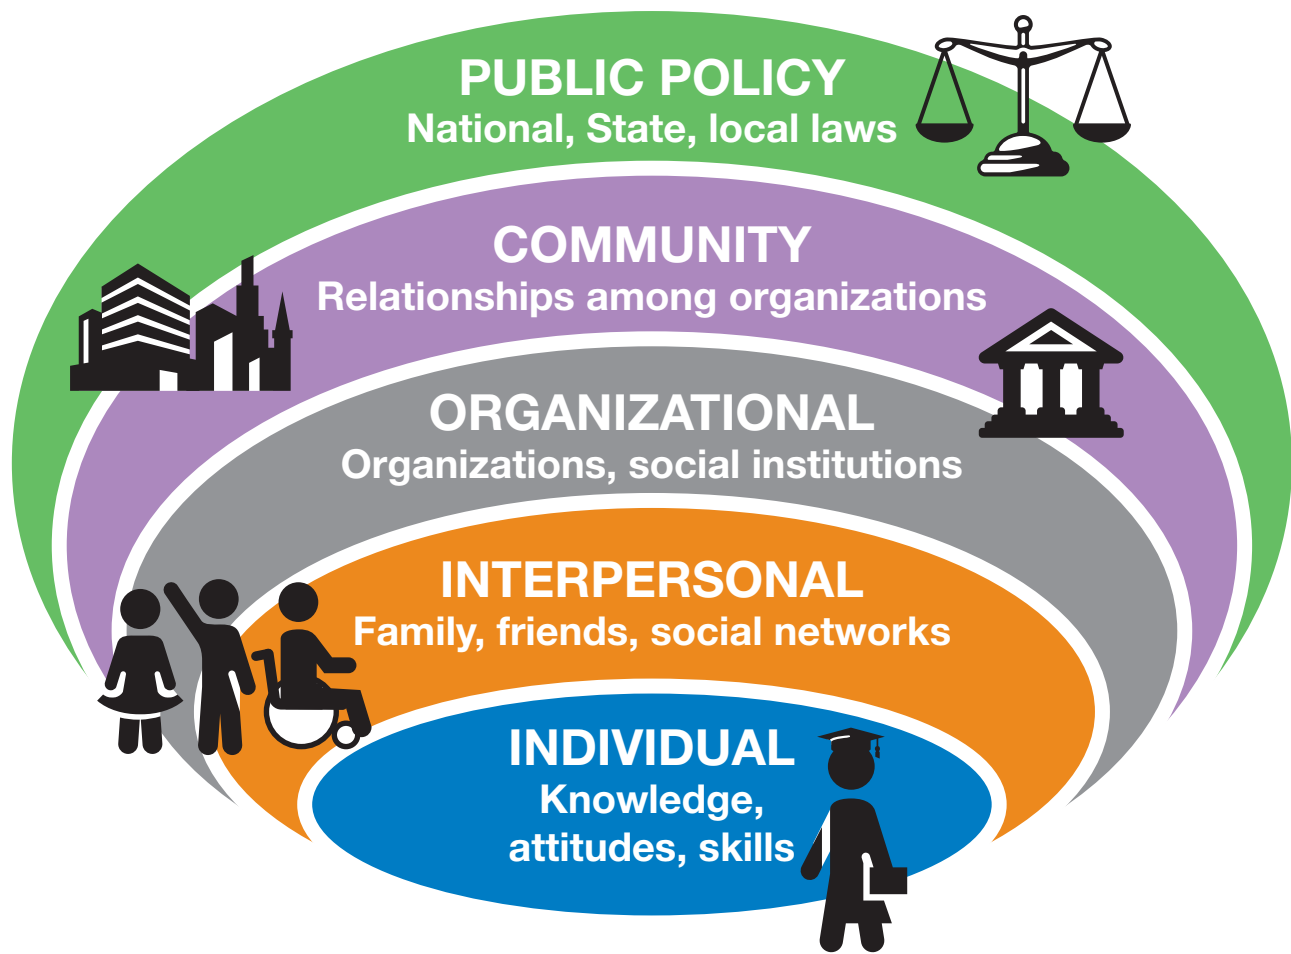 PUBLIC POLICY
National, State, local laws
COMMUNITY
Relationships among organizations
ORGANIZATIONAL
Organizations, social institutions
INTERPERSONAL
Family, friends, social networks
INDIVIDUAL
Knowledge,
attitudes, skills